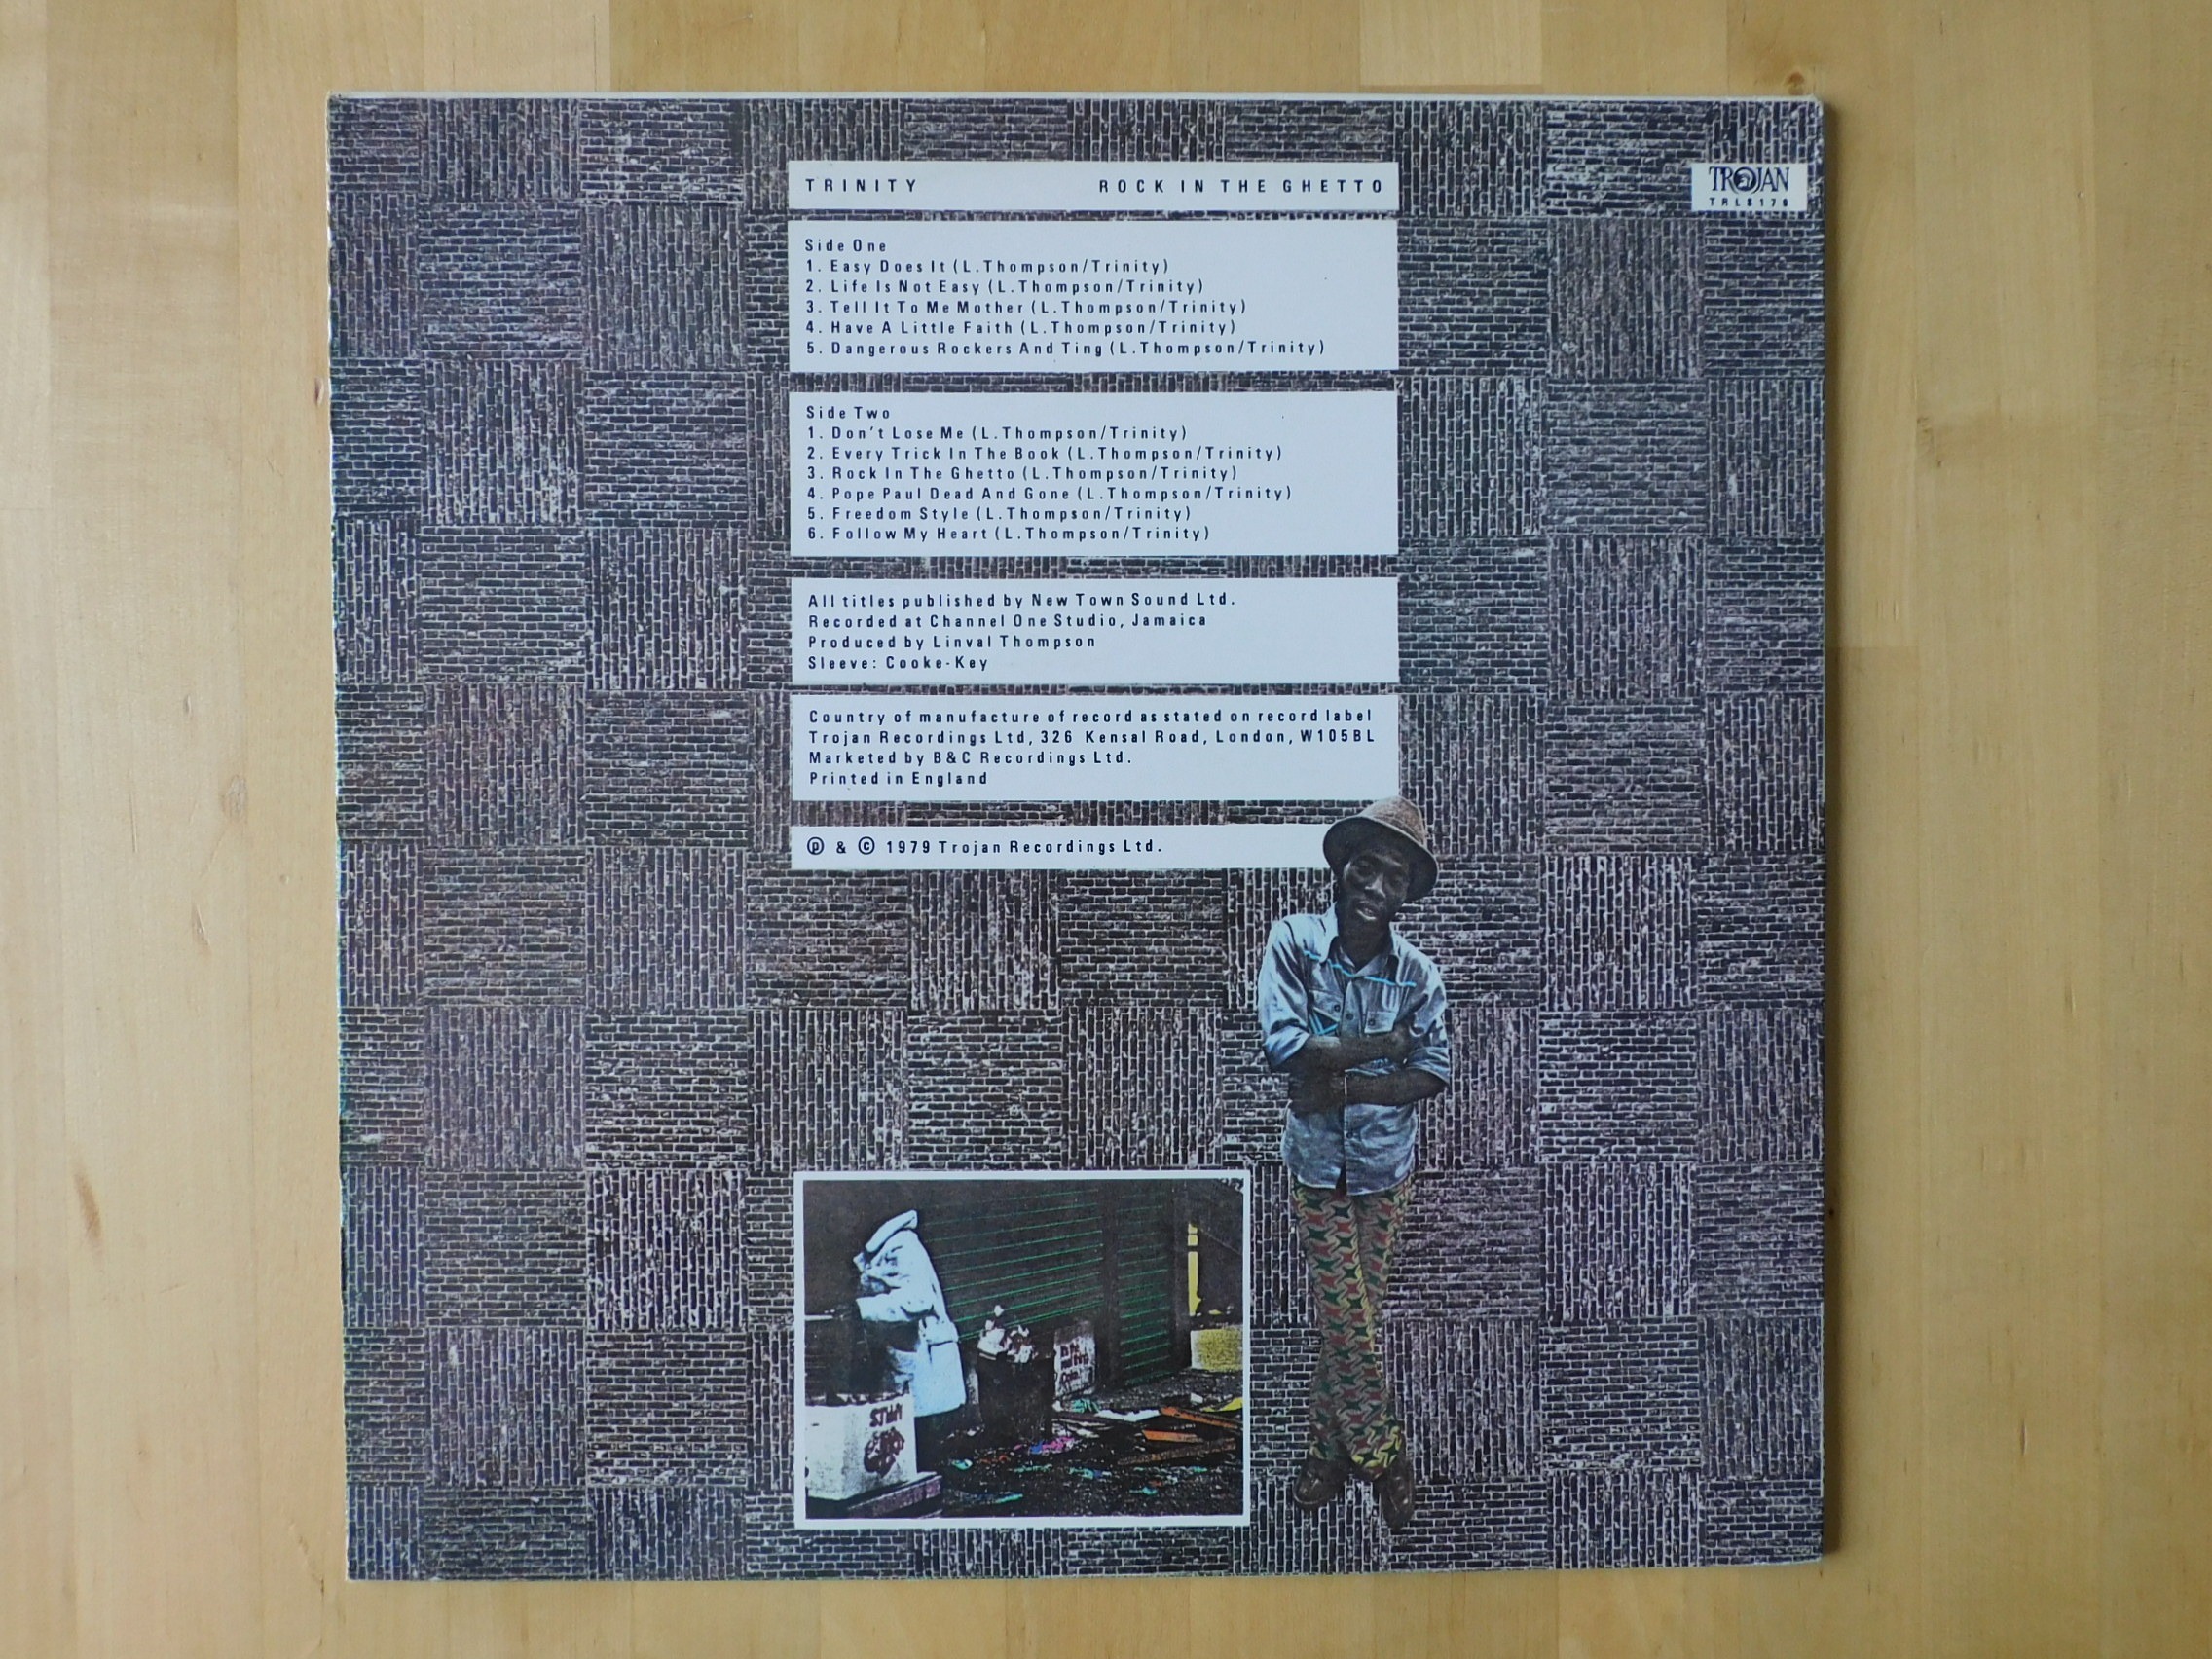 TRINITY ROCK IN THE GHETTO
TROJAN
Side One
1. Easy Does It (L.Thompson/Trinity)
2. Life Is Not Easy (L.Thompson/Trinity)
3. Tell It To Me Mother (L.Thompson/Trinity)
4. Have A Little Faith (L.Thompson/Trinity)
5. Dangerous Rockers And Ting (L.Thompson/Trinity)
Side Two
1. Don't Lose Me (L.Thompson/Trinity)
2. Every Trick In The Book (L.Thompson/Trinity)
3. Rock In The Ghetto (L.Thompson/Trinity)
4. Pope Paul Dead And Gone (L.Thompson/Trinity)
5. Freedom Style (L.Thompson/Trinity)
6. Follow My Heart (L.Thompson/Trinity)
All titles published by New Town Sound Ltd.
Recorded at Channel One Studio, Jamaica
Produced by Linval Thompson
Sleeve: Cooke-Key
Country of manufacture of record as stated on record label
Trojan Recordings Ltd, 326 Kensal Road, London, W105BL
Marketed by B&C Recordings Ltd.
Printed in England
℗ & © 1979 Trojan Recordings Ltd.